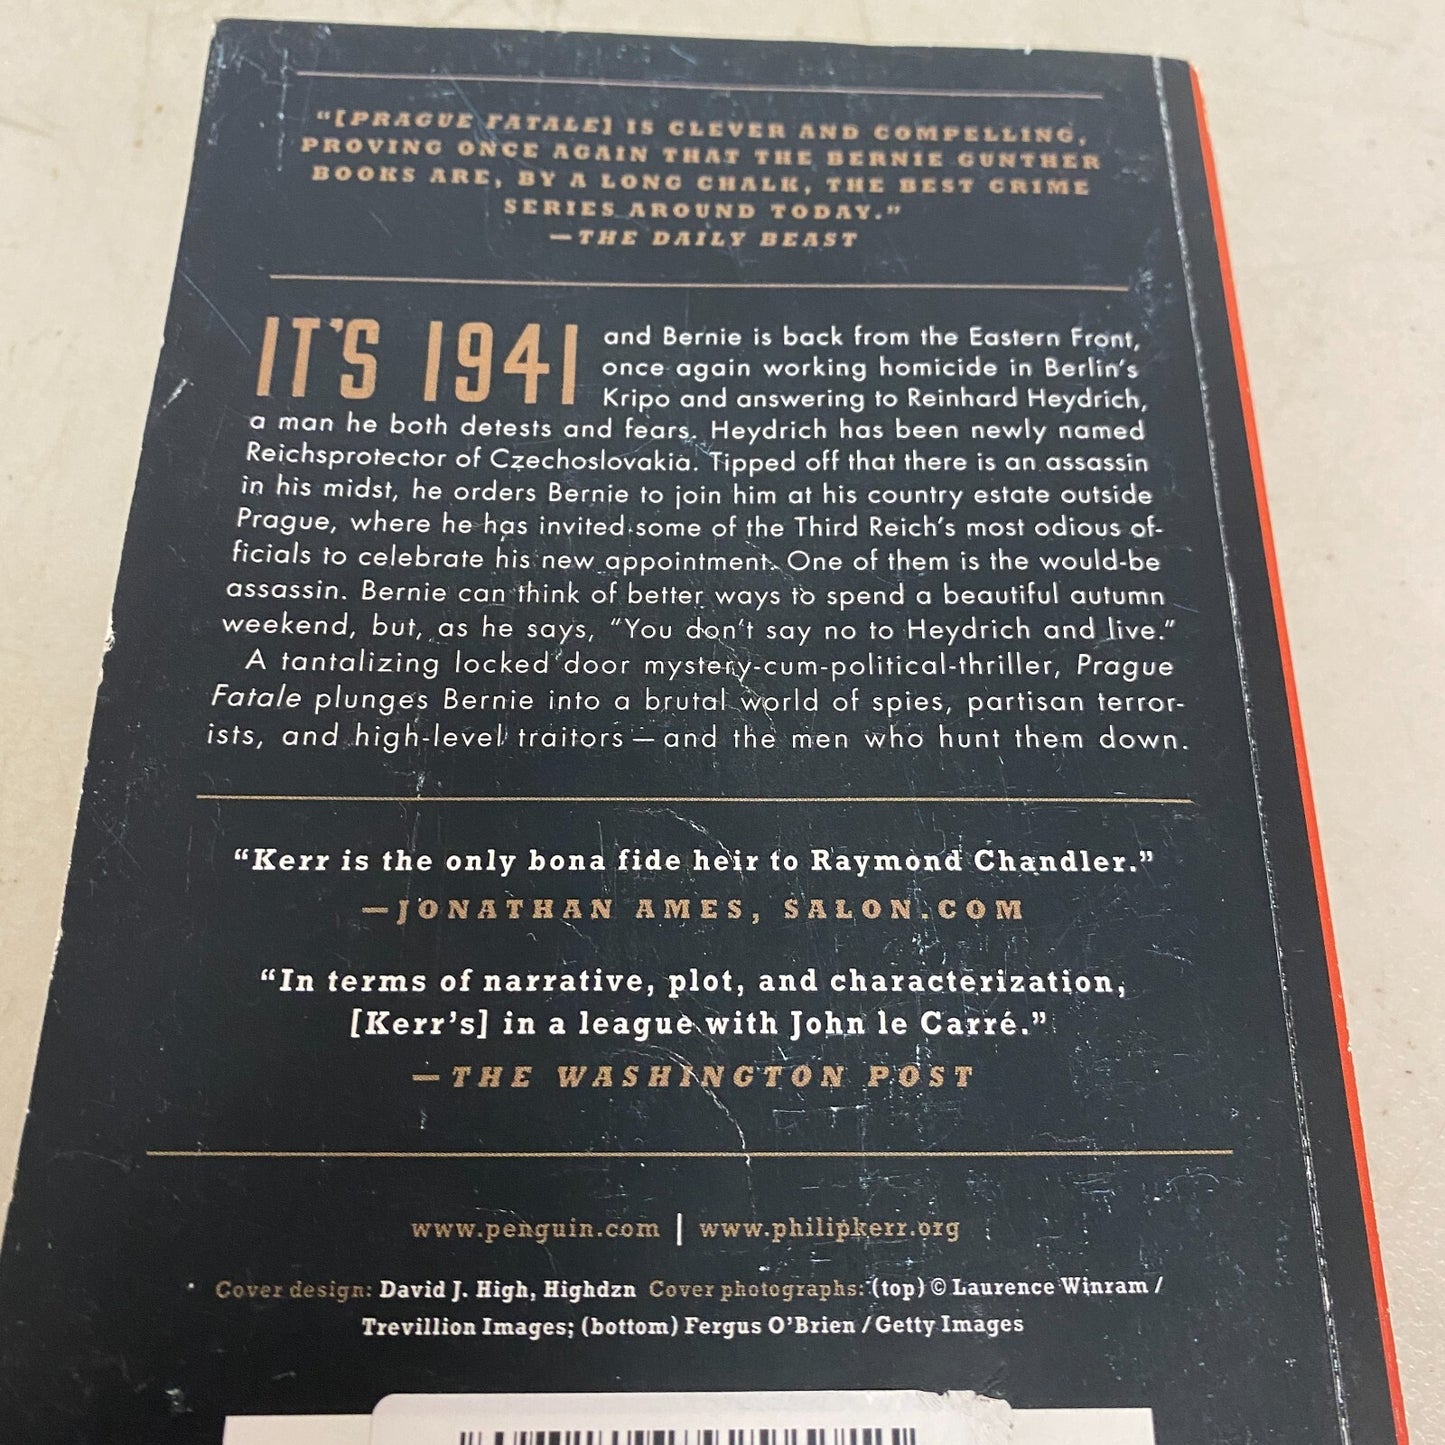 “[PRAGUE FATALE] IS CLEVER AND COMPELLING,
PROVING ONCE AGAIN THAT THE BERNIE GUNTHER
BOOKS ARE, BY A LONG CHALK, THE BEST CRIME
SERIES AROUND TODAY.”
—THE DAILY BEAST
IT'S 1941 and Bernie is back from the Eastern Front,
once again working homicide in Berlin's
Kripo and answering to Reinhard Heydrich,
a man he both detests and fears. Heydrich has been newly named
Reichsprotector of Czechoslovakia. Tipped off that there is an assassin
in his midst, he orders Bernie to join him at his country estate outside
Prague, where he has invited some of the Third Reich's most odious of-
ficials to celebrate his new appointment. One of them is the would-be
assassin. Bernie can think of better ways to spend a beautiful autumn
weekend, but, as he says, “You don't say no to Heydrich and live.”
A tantalizing locked door mystery-cum-political-thriller, Prague
Fatale plunges Bernie into a brutal world of spies, partisan terror-
ists, and high-level traitors—and the men who hunt them down.
“Kerr is the only bona fide heir to Raymond Chandler.”
—JONATHAN AMES, SALON.COM
“In terms of narrative, plot, and characterization,
[Kerr's] in a league with John le Carré.”
—THE WASHINGTON POST
www.penguin.com | www.philipkerr.org
Cover design: David J. High, Highdzn Cover photographs: (top) © Laurence Winram /
Trevillion Images; (bottom) Fergus O'Brien / Getty Images